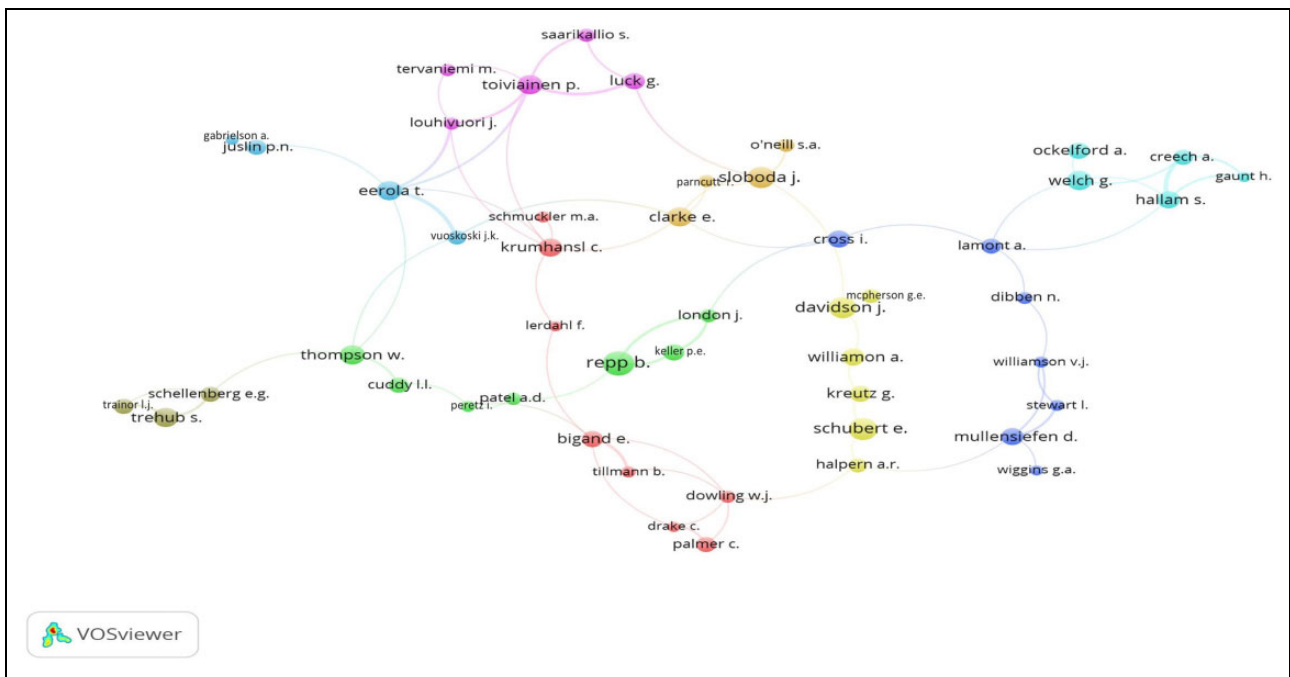 saarikallio s.
tervaniemi m.
toiviainen p.
luck g.
louhivuori j.
gabrielson a.
juslin p.n.
o'neill s.a.
ockelford a.
creech a.
eerola t.
parncutt r.
sloboda j.
welch g.
gaunt h.
hallam s.
schmuckler m.a.
clarke e.
vuoskoski j.k.
krumhansl c.
cross i.
lamont a.
mcpherson g.e.
dibben n.
davidson j.
london j.
lerdahl f.
keller p.e.
thompson w.
repp b.
williamon a.
williamson v.j.
cuddy l.l.
schellenberg e.g.
kreutz g.
patel a.d.
trainor l.j.
peretz i.
stewart l.
trehub s.
schubert e.
mullensiefen d.
bigand e.
halpern a.r.
tillmann b.
wiggins g.a.
dowling w.j.
drake c.
palmer c.
VOSviewer